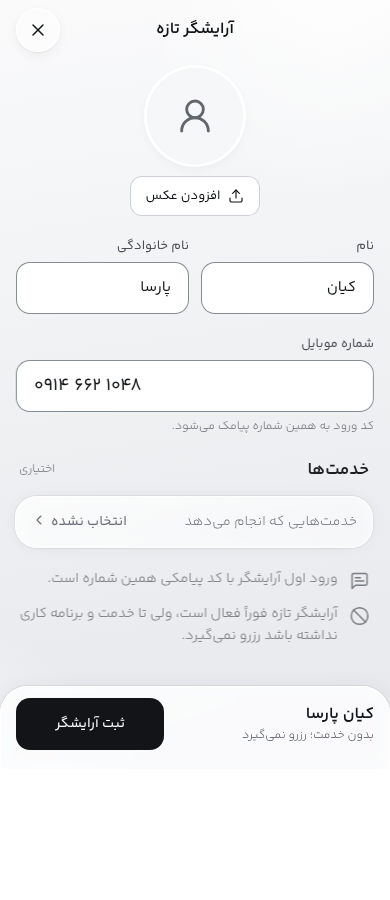 آرایشگر تازه
افزودن عکس
نام
نام خانوادگی
کیان
پارسا
شماره موبایل
۰۹۱۴ ۶۶۲ ۱۰۴۸
کد ورود به همین شماره پیامک می‌شود.
خدمت‌ها
اختیاری
خدمت‌هایی که انجام می‌دهد
انتخاب نشده
ورود اول آرایشگر با کد پیامکی همین شماره است.
آرایشگر تازه فوراً فعال است، ولی تا خدمت و برنامه کاری
نداشته باشد رزرو نمی‌گیرد.
کیان پارسا
بدون خدمت؛ رزرو نمی‌گیرد
ثبت آرایشگر